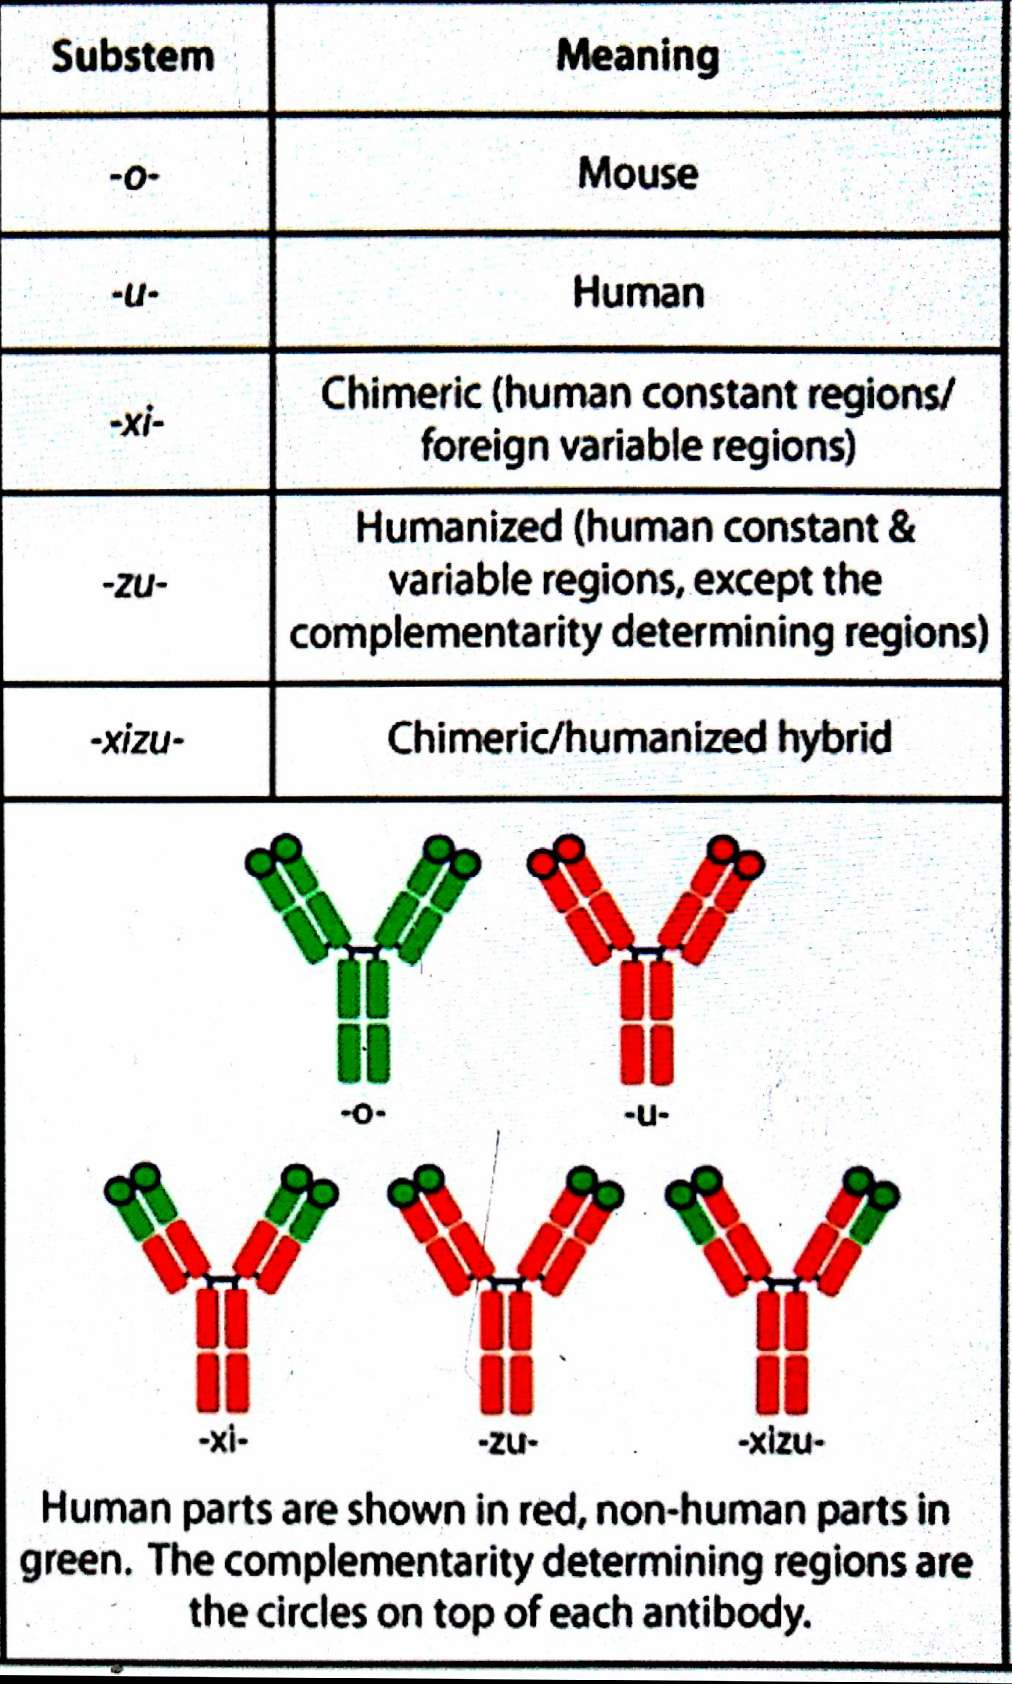 Substem
Meaning
-o-
Mouse
-u-
Human
-xi-
Chimeric (human constant regions/
foreign variable regions)
-zu-
Humanized (human constant &
variable regions, except the
complementarity determining regions)
-xizu-
Chimeric/humanized hybrid
-o-
-u-
-xi-
-zu-
-xizu-
Human parts are shown in red, non-human parts in
green. The complementarity determining regions are
the circles on top of each antibody.